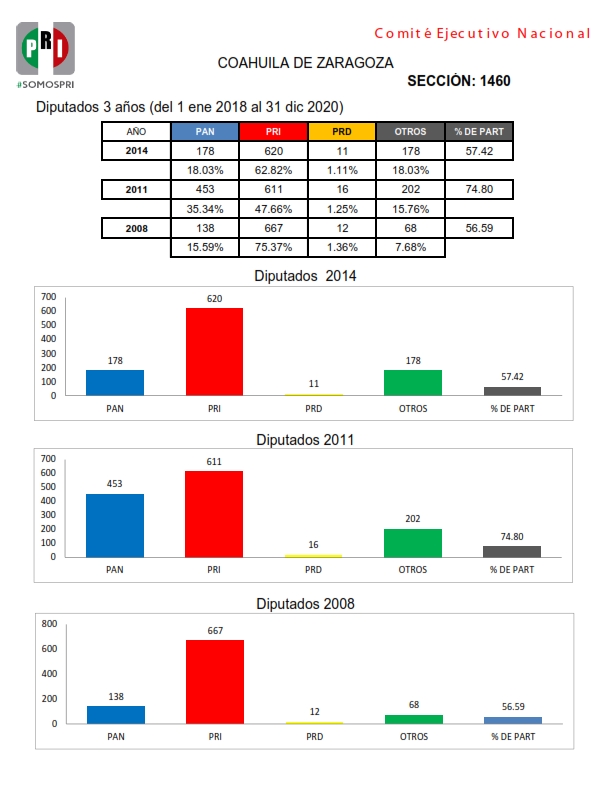 Comité Ejecutivo Nacional
PRI
#SOMOSPRI
COAHUILA DE ZARAGOZA
SECCIÓN: 1460
Diputados 3 años (del 1 ene 2018 al 31 dic 2020)
AÑO PAN PRI PRD OTROS % DE PART
2014 178 620 11 178 57.42
18.03% 62.82% 1.11% 18.03%
2011 453 611 16 202 74.80
35.34% 47.66% 1.25% 15.76%
2008 138 667 12 68 56.59
15.59% 75.37% 1.36% 7.68%
Diputados 2014
700
600
500
400
300
200
100
0
178 620 11 178 57.42
PAN PRI PRD OTROS % DE PART
Diputados 2011
700
600
500
400
300
200
100
0
453 611 16 202 74.80
PAN PRI PRD OTROS % DE PART
Diputados 2008
800
600
400
200
0
138 667 12 68 56.59
PAN PRI PRD OTROS % DE PART